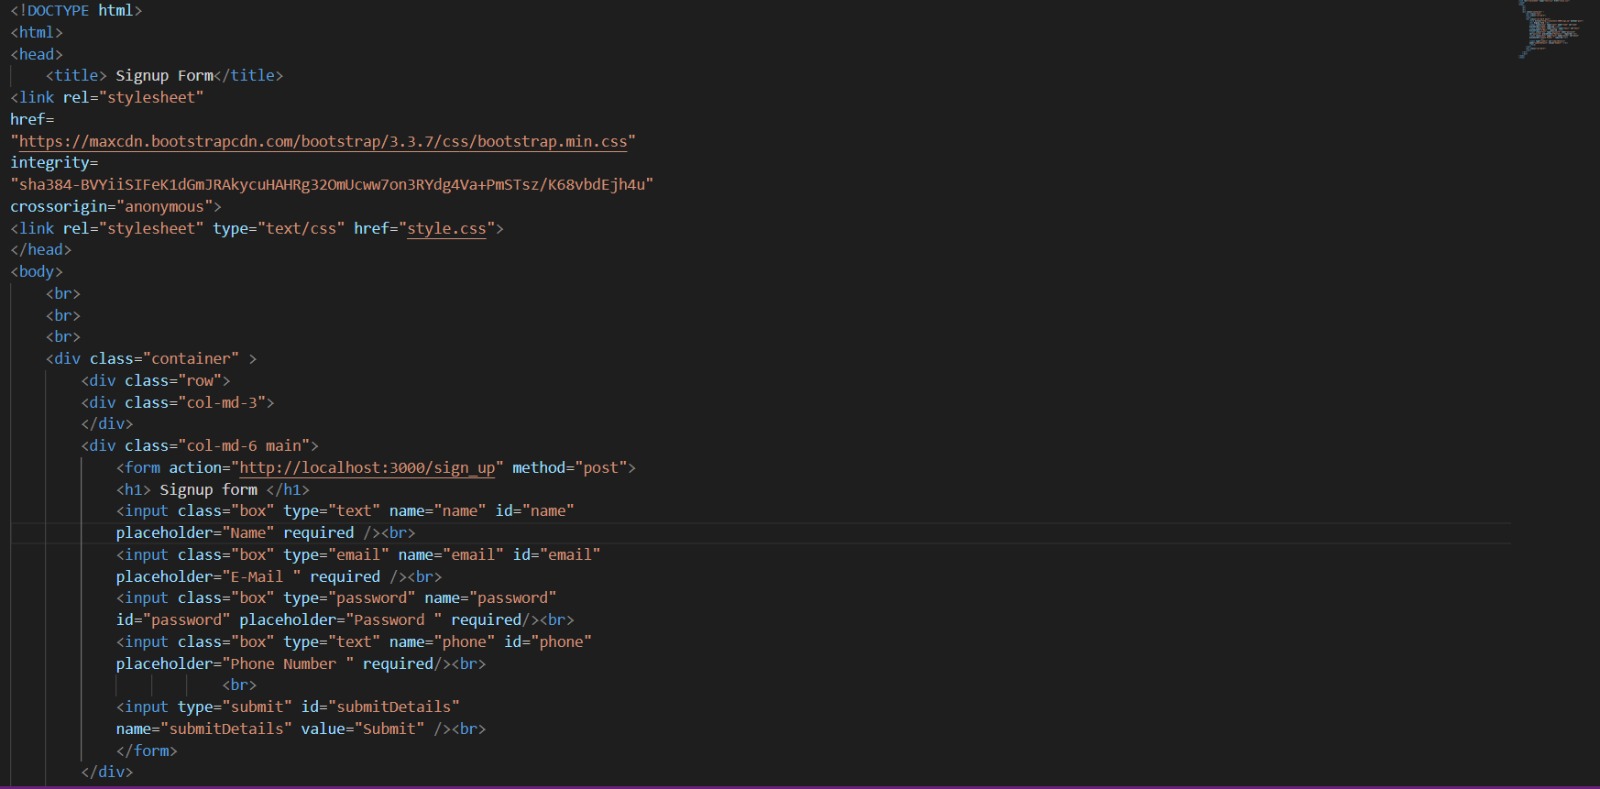 <!DOCTYPE html>
<html>
<head>
    <title> Signup Form</title>
<link rel="stylesheet"
href=
"https://maxcdn.bootstrapcdn.com/bootstrap/3.3.7/css/bootstrap.min.css"
integrity=
"sha384-BVYiiSIFeK1dGmJRAkycuHAHRg32OmUcww7on3RYdg4Va+PmSTsz/K68vbdEjh4u"
crossorigin="anonymous">
<link rel="stylesheet" type="text/css" href="style.css">
</head>
<body>
    <br>
    <br>
    <br>
    <div class="container" >
        <div class="row">
        <div class="col-md-3">
        </div>
        <div class="col-md-6 main">
            <form action="http://localhost:3000/sign_up" method="post">
            <h1> Signup form </h1>
            <input class="box" type="text" name="name" id="name"
            placeholder="Name" required /><br>
            <input class="box" type="email" name="email" id="email"
            placeholder="E-Mail " required /><br>
            <input class="box" type="password" name="password"
            id="password" placeholder="Password " required/><br>
            <input class="box" type="text" name="phone" id="phone"
            placeholder="Phone Number " required/><br>
                        <br>
            <input type="submit" id="submitDetails"
            name="submitDetails" value="Submit" /><br>
            </form>
        </div>